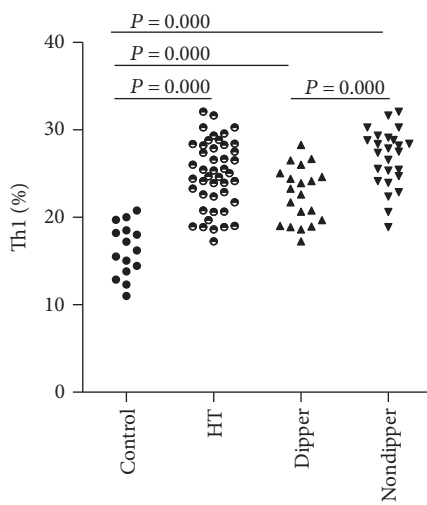 P = 0.000
40
P = 0.000
P = 0.000
P = 0.000
30
Th1 (%)
20
10
0
Control
HT
Dipper
Nondipper